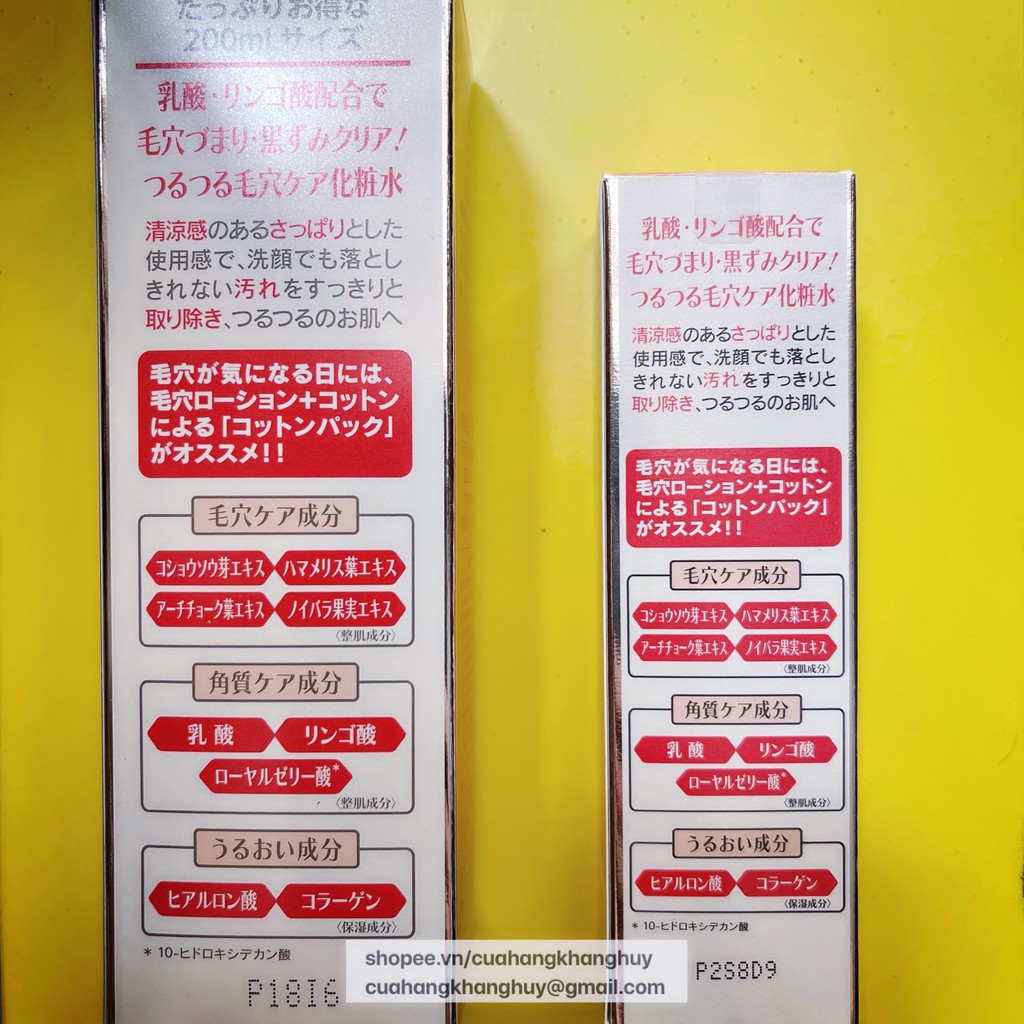 たっぷりお得な
200mLサイズ
乳酸・リンゴ酸配合で
毛穴づまり・黒ずみクリア!
つるつる毛穴ケア化粧水
清涼感のあるさっぱりとした
使用感で、洗顔でも落とし
きれない汚れをすっきりと
取り除き、つるつるのお肌へ
毛穴が気になる日には、
毛穴ローション+コットン
による「コットンパック」
がオススメ!!
毛穴ケア成分
コショウソウ芽エキス ハマメリス葉エキス
アーチチョーク葉エキス ノイバラ果実エキス
〈整肌成分〉
角質ケア成分
乳酸 リンゴ酸
ローヤルゼリー酸*
〈整肌成分〉
うるおい成分
ヒアルロン酸 コラーゲン
〈保湿成分〉
* 10-ヒドロキシデカン酸
P18I6
乳酸・リンゴ酸配合で
毛穴づまり・黒ずみクリア!
つるつる毛穴ケア化粧水
清涼感のあるさっぱりとした
使用感で、洗顔でも落とし
きれない汚れをすっきりと
取り除き、つるつるのお肌へ
毛穴が気になる日には、
毛穴ローション+コットン
による「コットンパック」
がオススメ!!
毛穴ケア成分
コショウソウ芽エキス ハマメリス葉エキス
アーチチョーク葉エキス ノイバラ果実エキス
〈整肌成分〉
角質ケア成分
乳酸 リンゴ酸
ローヤルゼリー酸*
〈整肌成分〉
うるおい成分
ヒアルロン酸 コラーゲン
〈保湿成分〉
* 10-ヒドロキシデカン酸
P2S8D9
shopee.vn/cuahangkhanghuy
cuahangkhanghuy@gmail.com